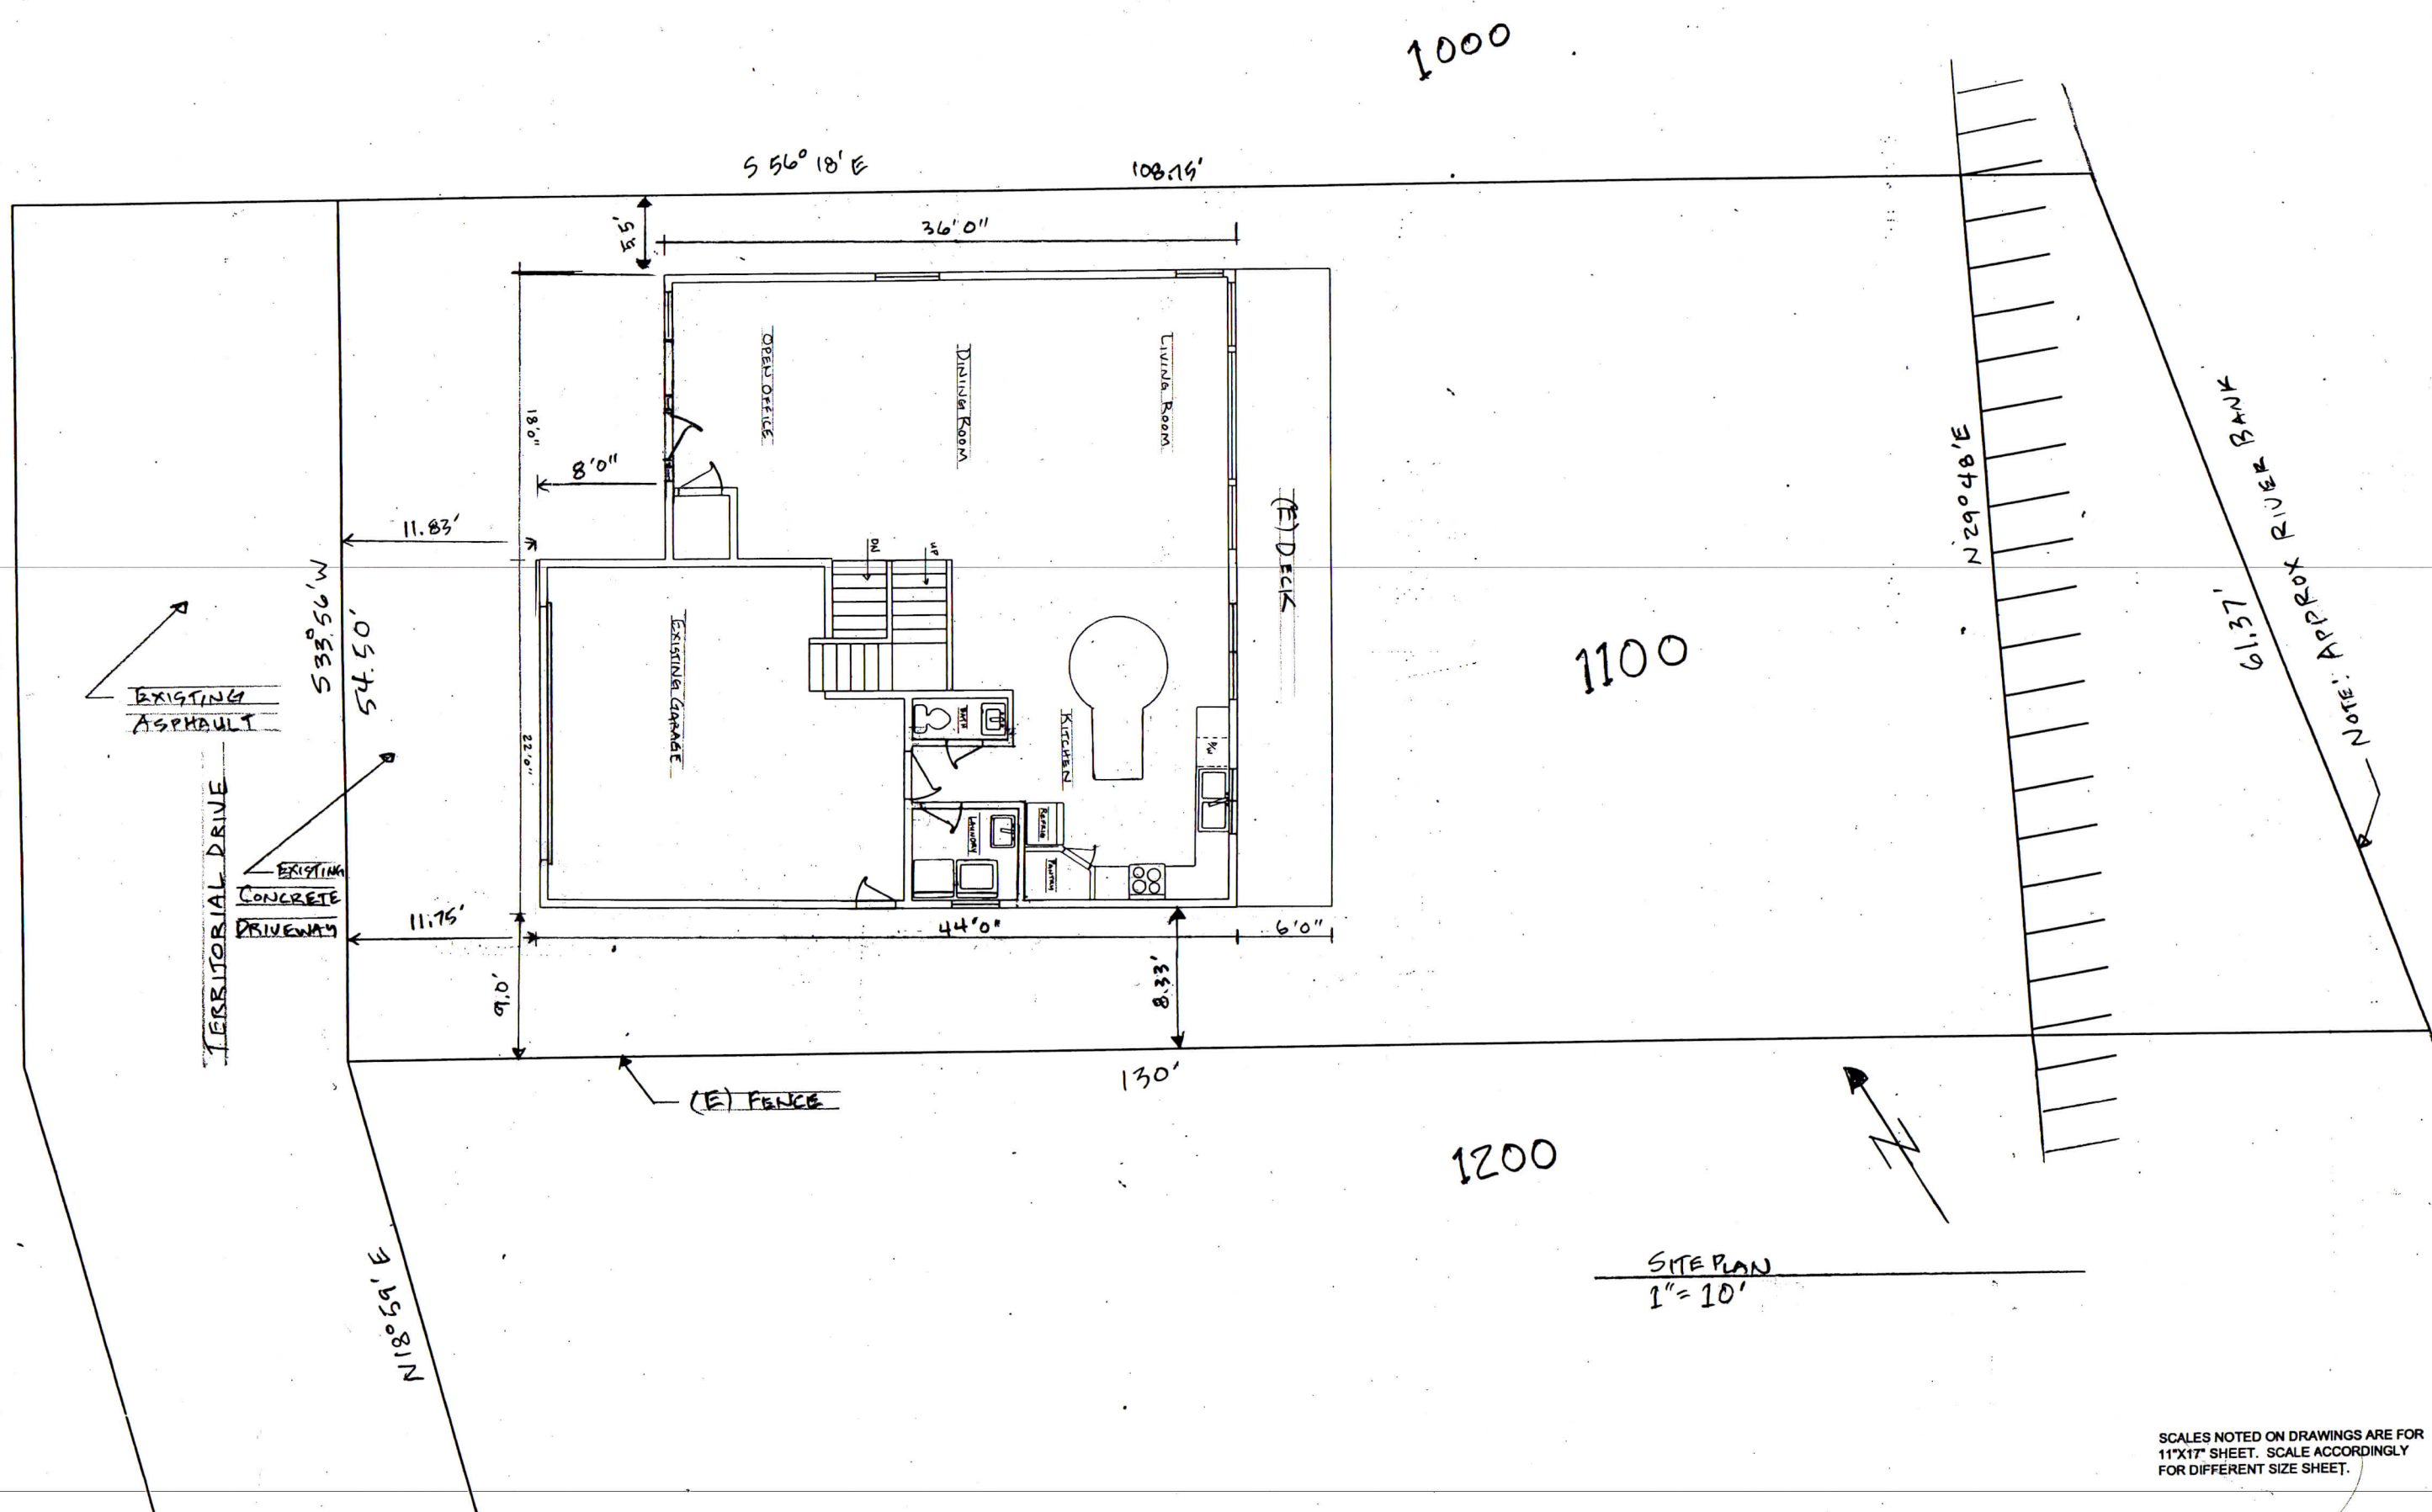 1000
S 56° 18' E
108.75'
5.5'
36'0"
OPEN OFFICE
DINING ROOM
LIVING ROOM
18'0"
8'0"
11.83'
DN
UP
(E) DECK
N 29° 48' E
NOTE: APPROX RIVER BANK
61.37'
S 33° 56' W
54.50'
EXISTING
ASPHAULT
TERRITORIAL DRIVE
EXISTING
CONCRETE
DRIVEWAY
EXISTING GARAGE
22'0"
BATH
KITCHEN
D/W
1100
LAUNDRY
REFRIG
PANTRY
11.75'
44'0"
6'0"
9.0'
8.33'
130'
(E) FENCE
1200
N
N 18° 59' E
SITE PLAN
1" = 10'
SCALES NOTED ON DRAWINGS ARE FOR
11"X17" SHEET. SCALE ACCORDINGLY
FOR DIFFERENT SIZE SHEET.